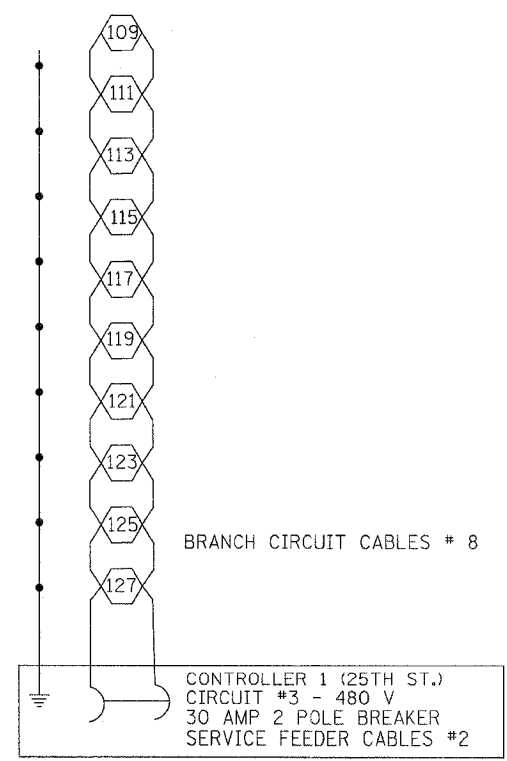 109
111
113
115
117
119
121
123
125
BRANCH CIRCUIT CABLES # 8
127
CONTROLLER 1 (25TH ST.)
CIRCUIT #3 - 480 V
30 AMP 2 POLE BREAKER
SERVICE FEEDER CABLES #2